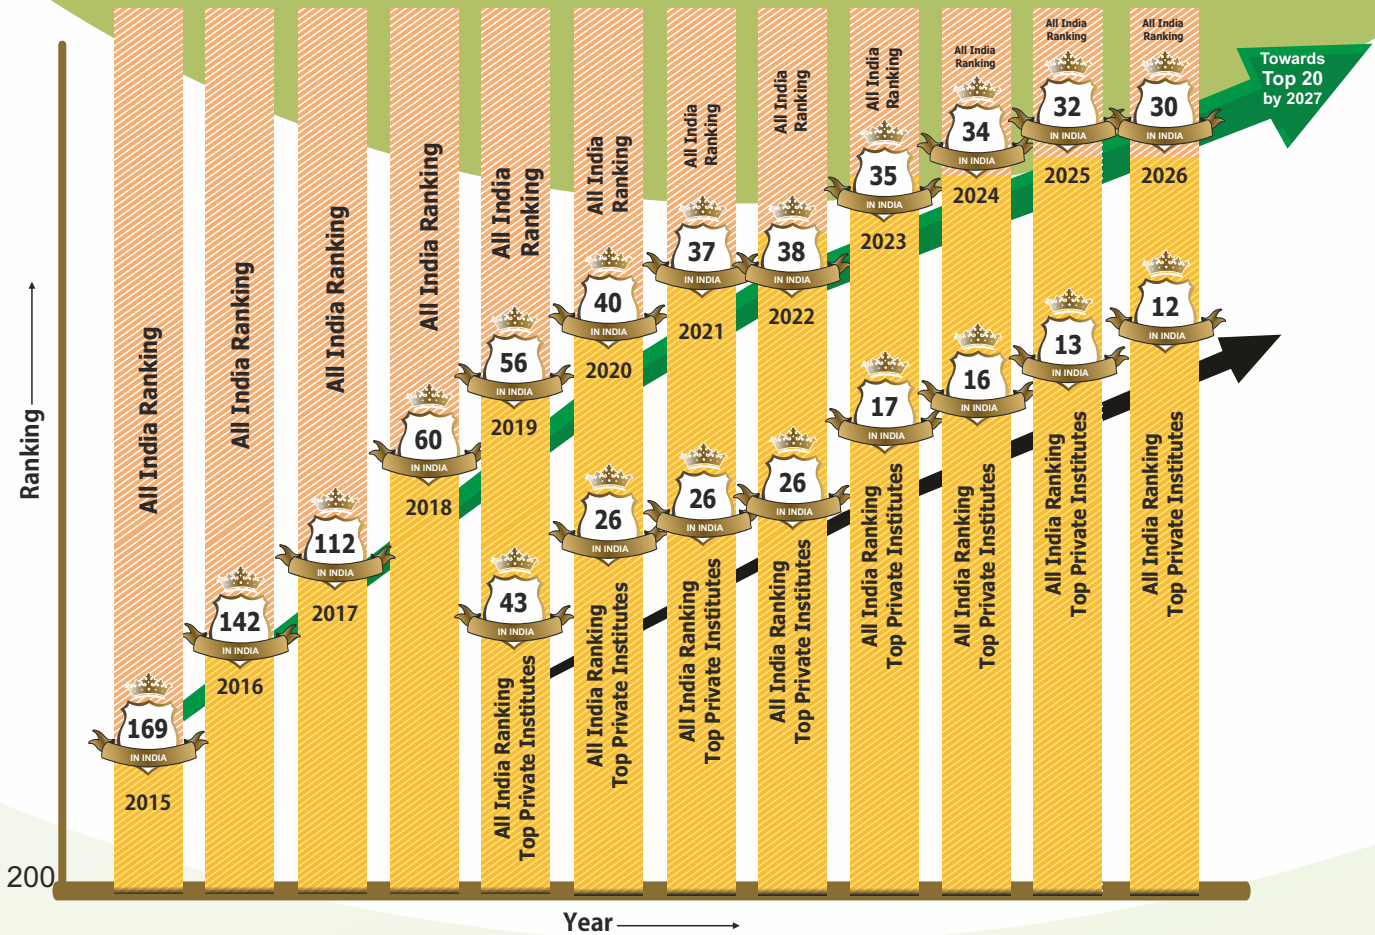 Ranking
200
Year
All India Ranking
169
IN INDIA
2015
All India Ranking
142
IN INDIA
2016
All India Ranking
112
IN INDIA
2017
All India Ranking
60
IN INDIA
2018
All India
Ranking
56
IN INDIA
2019
43
IN INDIA
All India Ranking
Top Private Institutes
All India
Ranking
40
IN INDIA
2020
26
IN INDIA
All India Ranking
Top Private Institutes
All India
Ranking
37
IN INDIA
2021
26
IN INDIA
All India Ranking
Top Private Institutes
All India
Ranking
38
IN INDIA
2022
26
IN INDIA
All India Ranking
Top Private Institutes
All India
Ranking
35
IN INDIA
2023
17
IN INDIA
All India Ranking
Top Private Institutes
All India
Ranking
34
IN INDIA
2024
16
IN INDIA
All India Ranking
Top Private Institutes
All India
Ranking
32
IN INDIA
2025
13
IN INDIA
All India Ranking
Top Private Institutes
All India
Ranking
30
IN INDIA
2026
12
IN INDIA
All India Ranking
Top Private Institutes
Towards
Top 20
by 2027